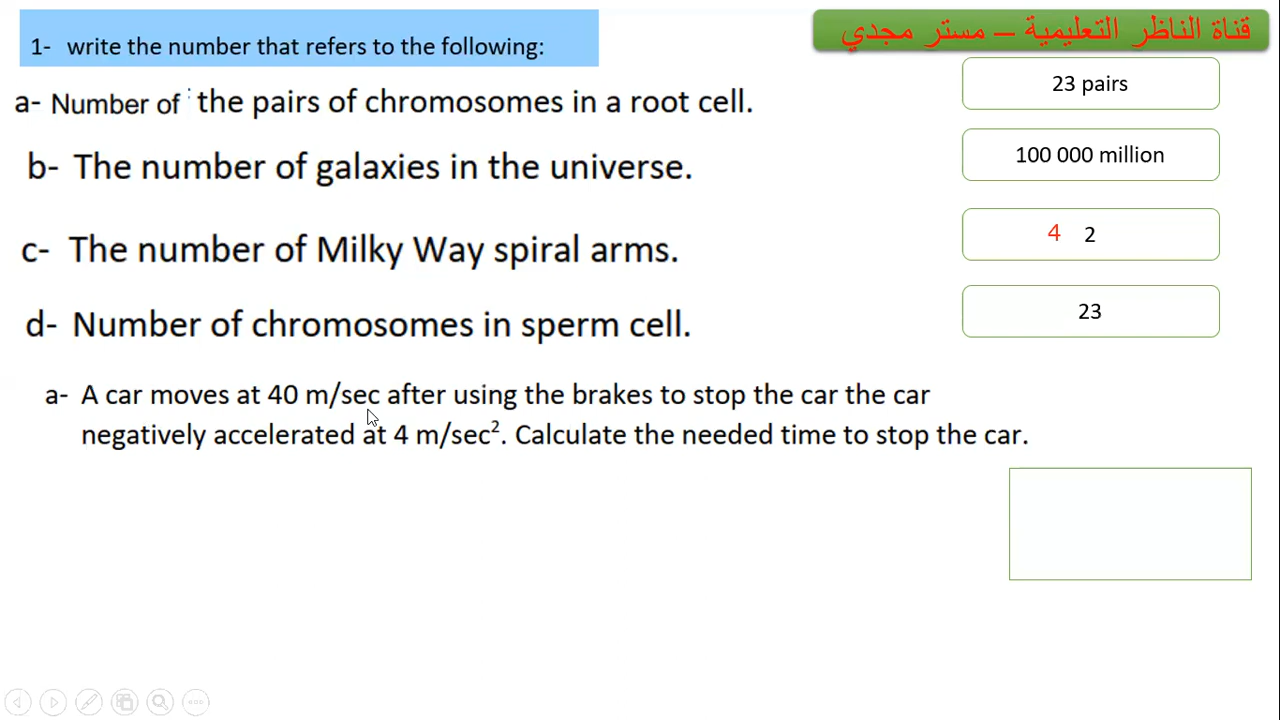 قناة الناظر التعليمية – مستر مجدي
1- write the number that refers to the following:
a- Number of the pairs of chromosomes in a root cell.
23 pairs
b- The number of galaxies in the universe.
100 000 million
c- The number of Milky Way spiral arms.
4 2
d- Number of chromosomes in sperm cell.
23
a- A car moves at 40 m/sec after using the brakes to stop the car the car
negatively accelerated at 4 m/sec². Calculate the needed time to stop the car.